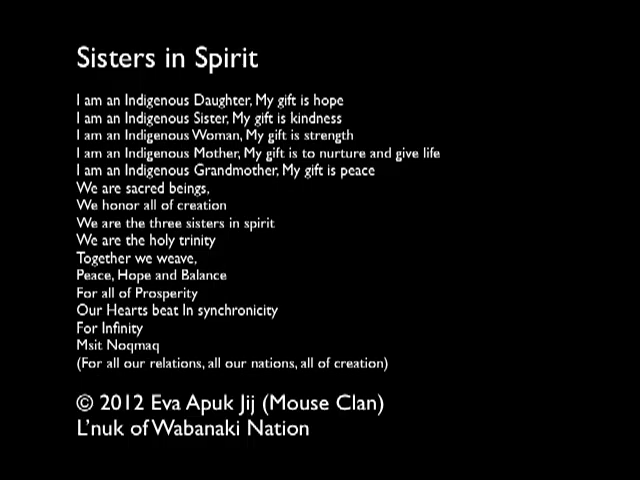 Sisters in Spirit
I am an Indigenous Daughter, My gift is hope
I am an Indigenous Sister, My gift is kindness
I am an Indigenous Woman, My gift is strength
I am an Indigenous Mother, My gift is to nurture and give life
I am an Indigenous Grandmother, My gift is peace
We are sacred beings,
We honor all of creation
We are the three sisters in spirit
We are the holy trinity
Together we weave,
Peace, Hope and Balance
For all of Prosperity
Our Hearts beat In synchronicity
For Infinity
Msit Noqmaq
(For all our relations, all our nations, all of creation)
© 2012 Eva Apuk Jij (Mouse Clan)
L'nuk of Wabanaki Nation